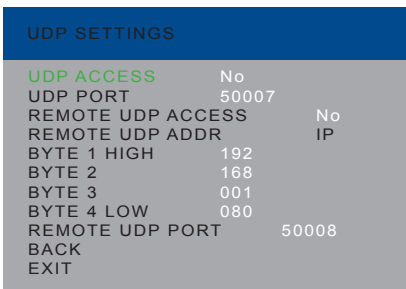 UDP SETTINGS
UDP ACCESS No
UDP PORT 50007
REMOTE UDP ACCESS No
REMOTE UDP ADDR IP
BYTE 1 HIGH 192
BYTE 2 168
BYTE 3 001
BYTE 4 LOW 080
REMOTE UDP PORT 50008
BACK
EXIT